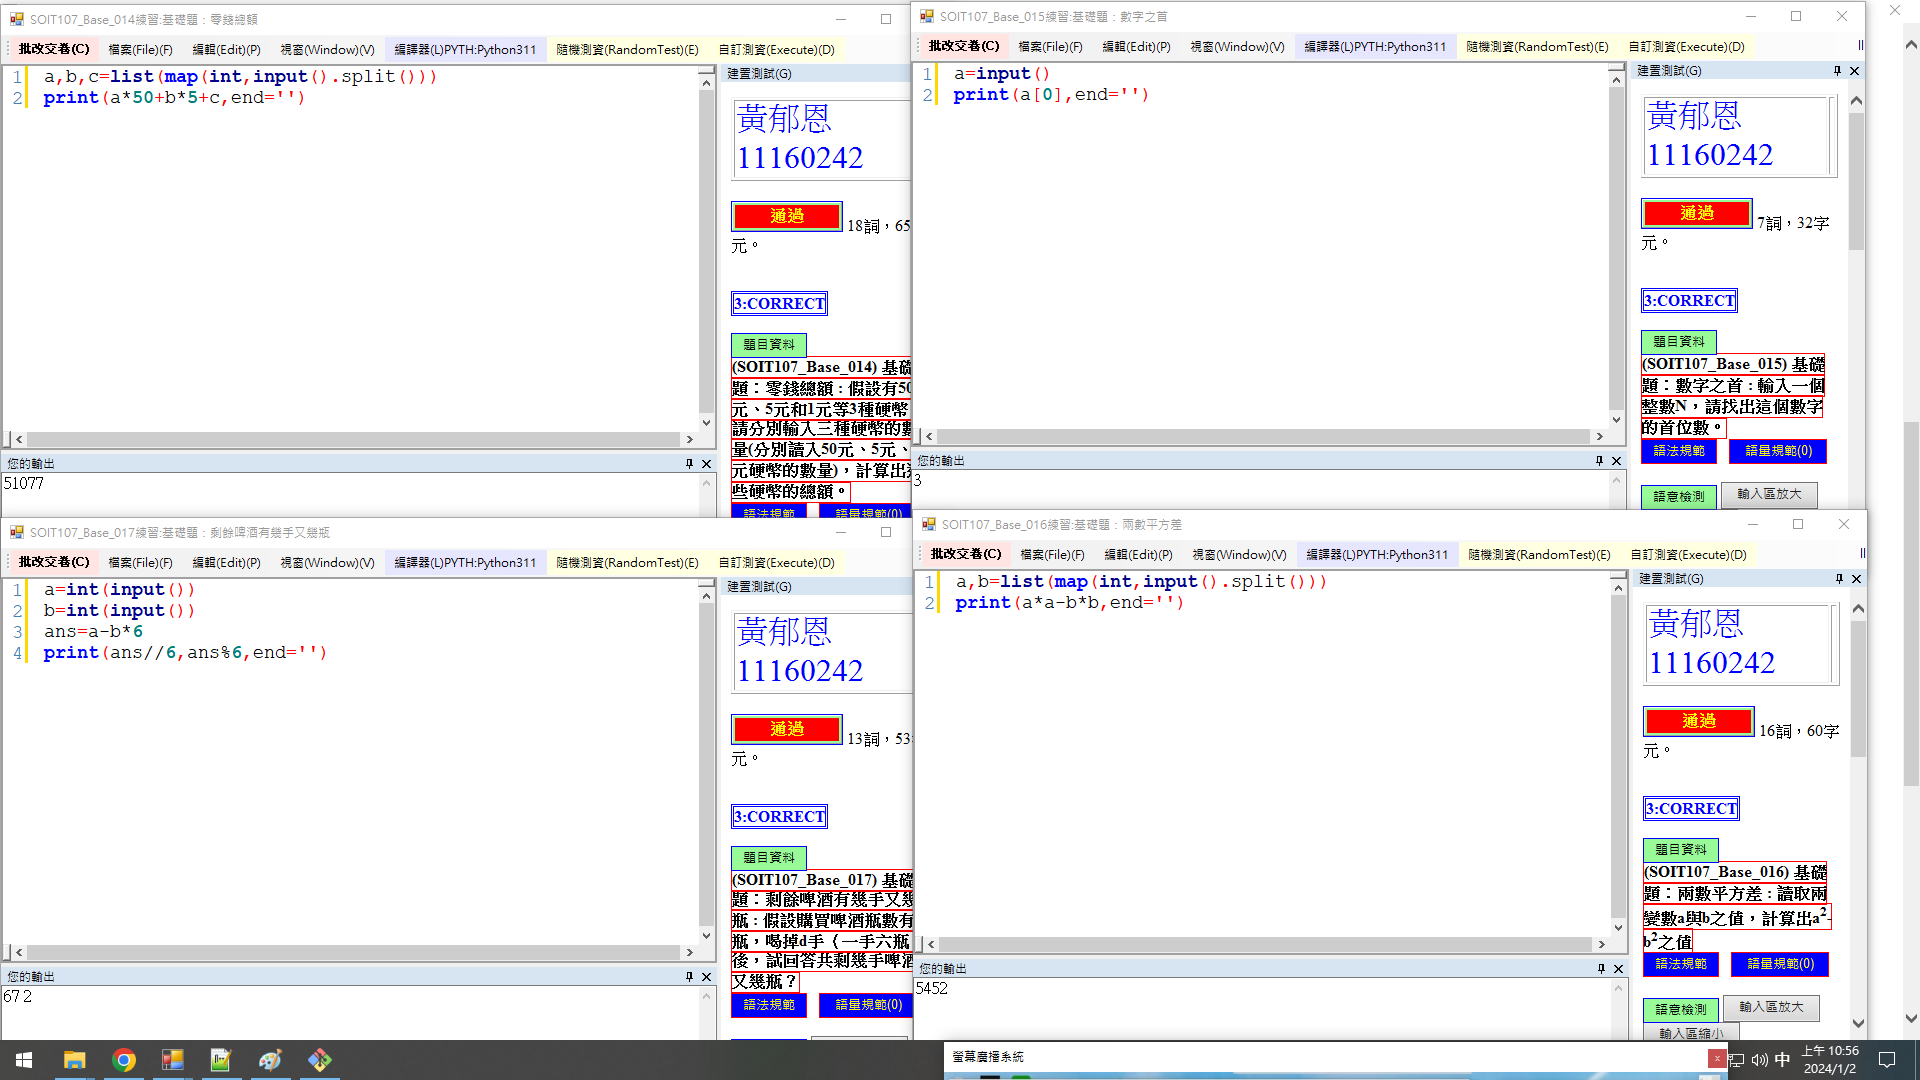 SOIT107_Base_014練習:基礎題：零錢總額
批改交卷(C) 檔案(File)(F) 編輯(Edit)(P) 視窗(Window)(V) 編譯器(L)PYTH:Python311 隨機測資(RandomTest)(E) 自訂測資(Execute)(D)
1 a,b,c=list(map(int,input().split()))
2 print(a*50+b*5+c,end='')
建置測試(G)
黃郁恩
11160242
通過 18詞，65
元。
3:CORRECT
題目資料
(SOIT107_Base_014) 基礎
題：零錢總額 : 假設有50
元、5元和1元等3種硬幣
請分別輸入三種硬幣的數
量(分別讀入50元、5元、
元硬幣的數量)，計算出
些硬幣的總額。
語法規範 語量規範(0)
您的輸出
51077
SOIT107_Base_015練習:基礎題：數字之首
批改交卷(C) 檔案(File)(F) 編輯(Edit)(P) 視窗(Window)(V) 編譯器(L)PYTH:Python311 隨機測資(RandomTest)(E) 自訂測資(Execute)(D)
1 a=input()
2 print(a[0],end='')
建置測試(G)
黃郁恩
11160242
通過 7詞，32字
元。
3:CORRECT
題目資料
(SOIT107_Base_015) 基礎
題：數字之首 : 輸入一個
整數N，請找出這個數字
的首位數。
語法規範 語量規範(0)
語意檢測 輸入區放大
您的輸出
3
SOIT107_Base_017練習:基礎題：剩餘啤酒有幾手又幾瓶
批改交卷(C) 檔案(File)(F) 編輯(Edit)(P) 視窗(Window)(V) 編譯器(L)PYTH:Python311 隨機測資(RandomTest)(E) 自訂測資(Execute)(D)
1 a=int(input())
2 b=int(input())
3 ans=a-b*6
4 print(ans//6,ans%6,end='')
建置測試(G)
黃郁恩
11160242
通過 13詞，53
元。
3:CORRECT
題目資料
(SOIT107_Base_017) 基礎
題：剩餘啤酒有幾手又幾
瓶 : 假設購買啤酒瓶數有
瓶，喝掉d手（一手六瓶
後，試回答共剩幾手啤酒
又幾瓶？
語法規範 語量規範(0)
您的輸出
67 2
SOIT107_Base_016練習:基礎題：兩數平方差
批改交卷(C) 檔案(File)(F) 編輯(Edit)(P) 視窗(Window)(V) 編譯器(L)PYTH:Python311 隨機測資(RandomTest)(E) 自訂測資(Execute)(D)
1 a,b=list(map(int,input().split()))
2 print(a*a-b*b,end='')
建置測試(G)
黃郁恩
11160242
通過 16詞，60字
元。
3:CORRECT
題目資料
(SOIT107_Base_016) 基礎
題：兩數平方差 : 讀取兩
變數a與b之值，計算出a²-
b²之值
語法規範 語量規範(0)
語意檢測 輸入區放大
輸入區縮小
您的輸出
5452
螢幕廣播系統
中
上午 10:56
2024/1/2